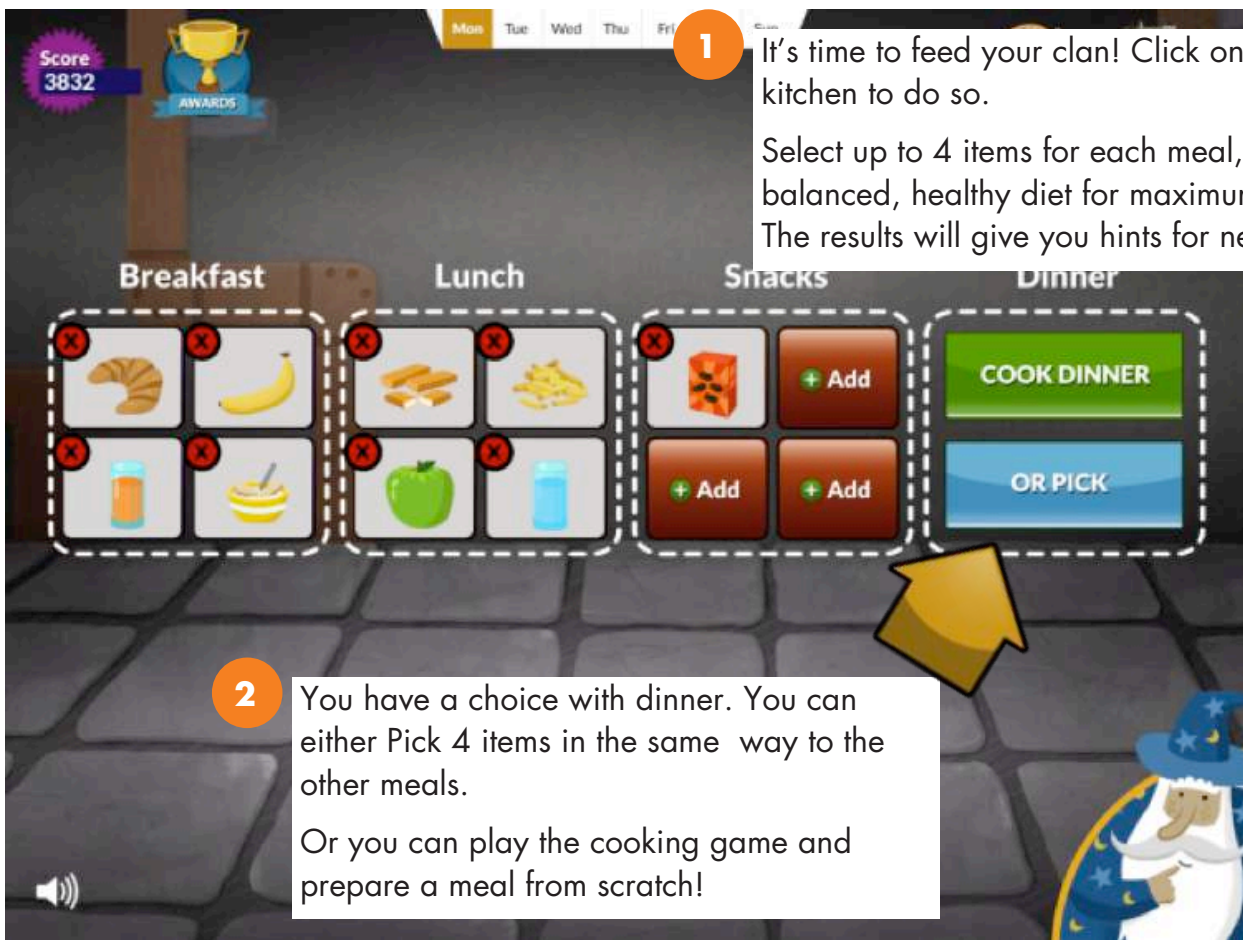 Score
3832
AWARDS
Mon Tue Wed Thu Fri Sun
1
It's time to feed your clan! Click on
kitchen to do so.
Select up to 4 items for each meal,
balanced, healthy diet for
The results will give you hints for
Breakfast Lunch Snacks Dinner
X X X X X COOK DINNER
+ Add
X X X X OR PICK
+ Add + Add
2
You have a choice with dinner. You can
either Pick 4 items in the same way to the
other meals.
Or you can play the cooking game and
prepare a meal from scratch!